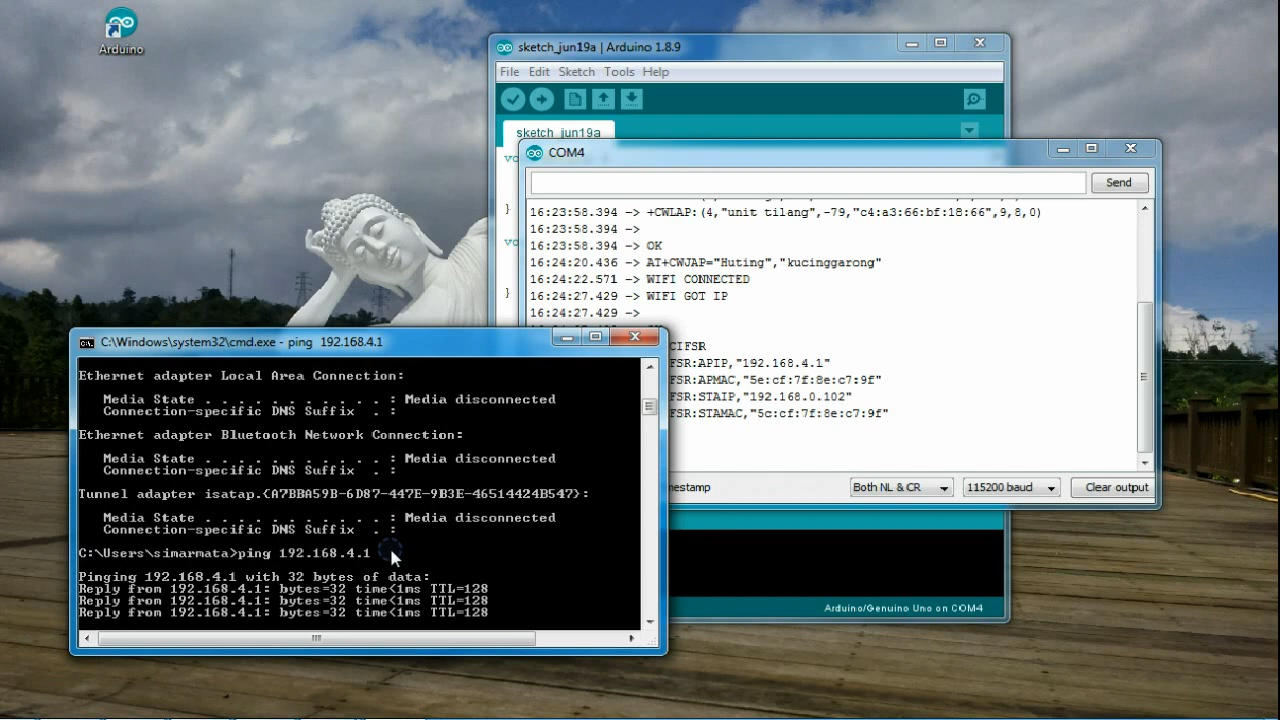 Arduino
sketch_jun19a | Arduino 1.8.9
File Edit Sketch Tools Help
sketch_jun19a
vo
}
vo
}
COM4
Send
16:23:58.394 -> +CWLAP:(4,"unit tilang",-79,"c4:a3:66:bf:18:66",9,8,0)
16:23:58.394 ->
16:23:58.394 -> OK
16:24:20.436 -> AT+CWJAP="Huting","kucinggarong"
16:24:22.571 -> WIFI CONNECTED
16:24:27.429 -> WIFI GOT IP
16:24:27.429 ->
CIFSR
FSR:APIP,"192.168.4.1"
FSR:APMAC,"5e:cf:7f:8e:c7:9f"
FSR:STAIP,"192.168.0.102"
FSR:STAMAC,"5c:cf:7f:8e:c7:9f"
mestamp
Both NL & CR
115200 baud
Clear output
Arduino/Genuino Uno on COM4
C:\Windows\system32\cmd.exe - ping 192.168.4.1
Ethernet adapter Local Area Connection:
Media State . . . . . . . . . . . : Media disconnected
Connection-specific DNS Suffix . :
Ethernet adapter Bluetooth Network Connection:
Media State . . . . . . . . . . . : Media disconnected
Connection-specific DNS Suffix . :
Tunnel adapter isatap.{A7BBA59B-6D87-447E-9B3E-46514424B547}:
Media State . . . . . . . . . . . : Media disconnected
Connection-specific DNS Suffix . :
C:\Users\simarmata>ping 192.168.4.1
Pinging 192.168.4.1 with 32 bytes of data:
Reply from 192.168.4.1: bytes=32 time<1ms TTL=128
Reply from 192.168.4.1: bytes=32 time<1ms TTL=128
Reply from 192.168.4.1: bytes=32 time<1ms TTL=128